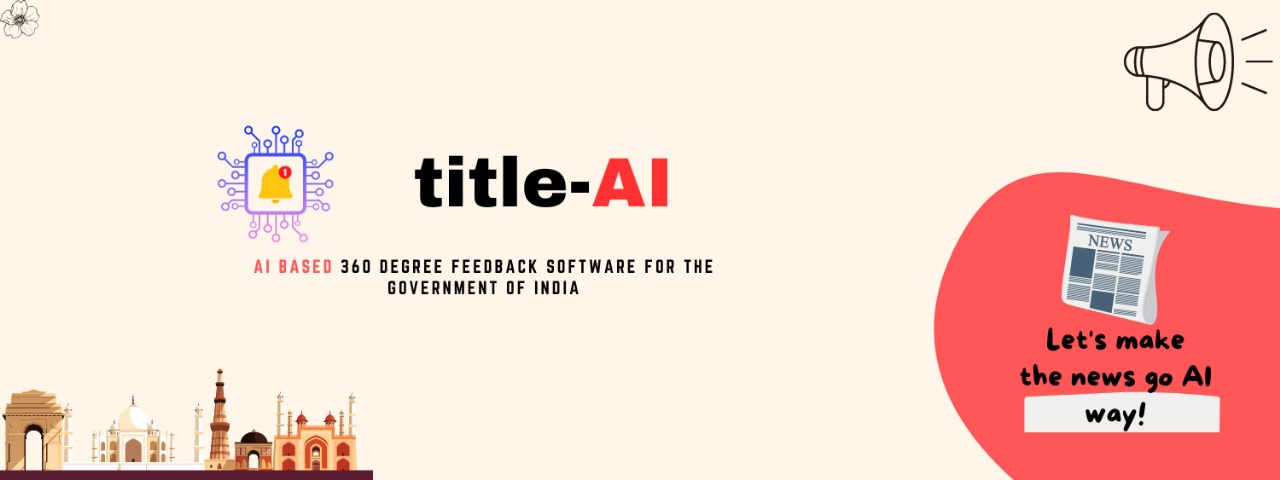 1
title-AI
AI BASED 360 DEGREE FEEDBACK SOFTWARE FOR THE
GOVERNMENT OF INDIA
NEWS
Let's make
the news go AI
way!